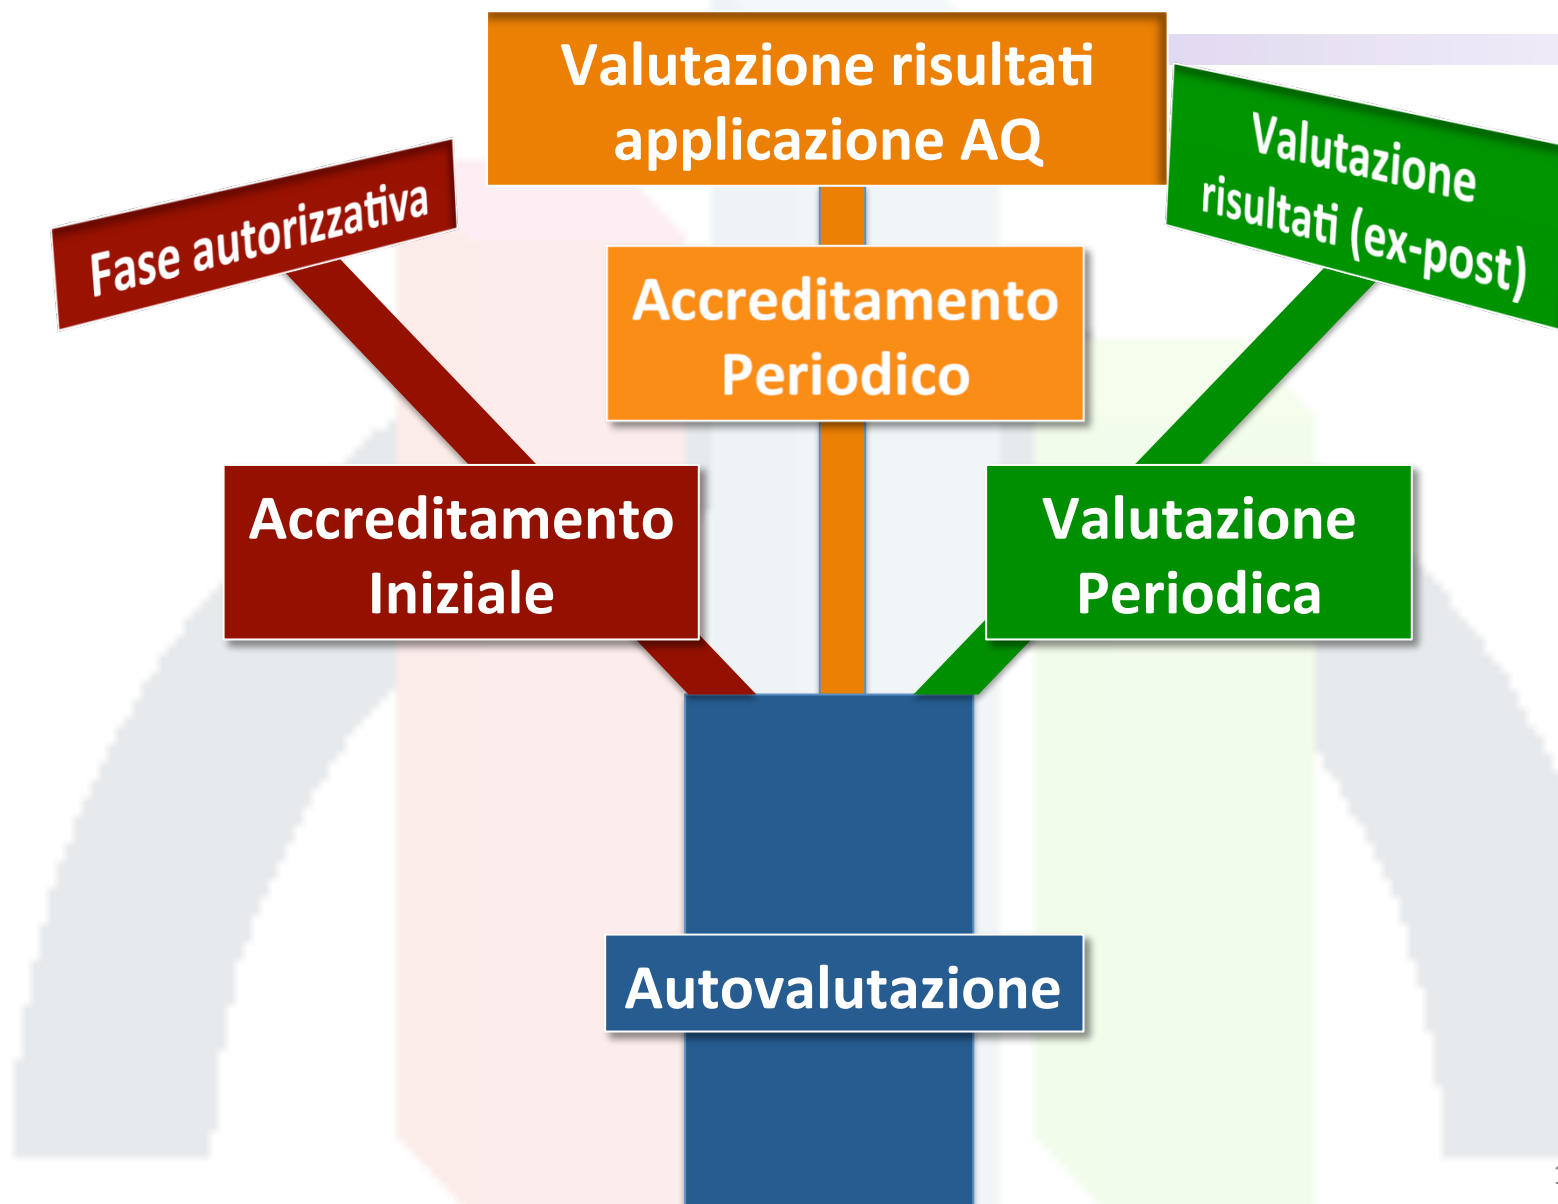 Valutazione risultati
applicazione AQ
Fase autorizzativa
Valutazione
risultati (ex-post)
Accreditamento
Periodico
Accreditamento
Iniziale
Valutazione
Periodica
Autovalutazione